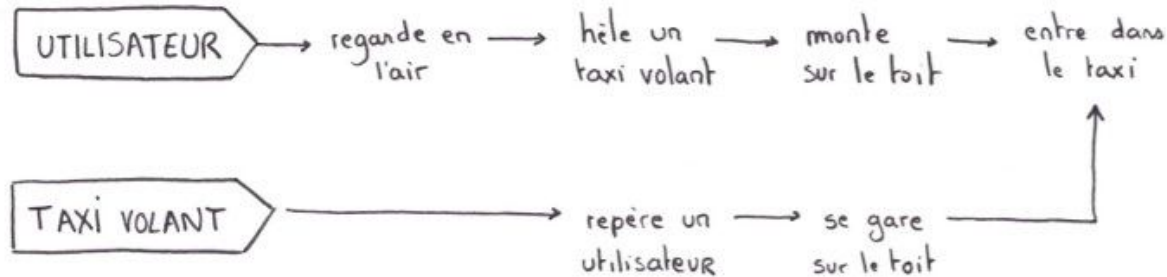 UTILISATEUR
regarde en
l'air
hèle un
taxi volant
monte
sur le toit
entre dans
le taxi
TAXI VOLANT
repère un
utilisateur
se gare
sur le toit